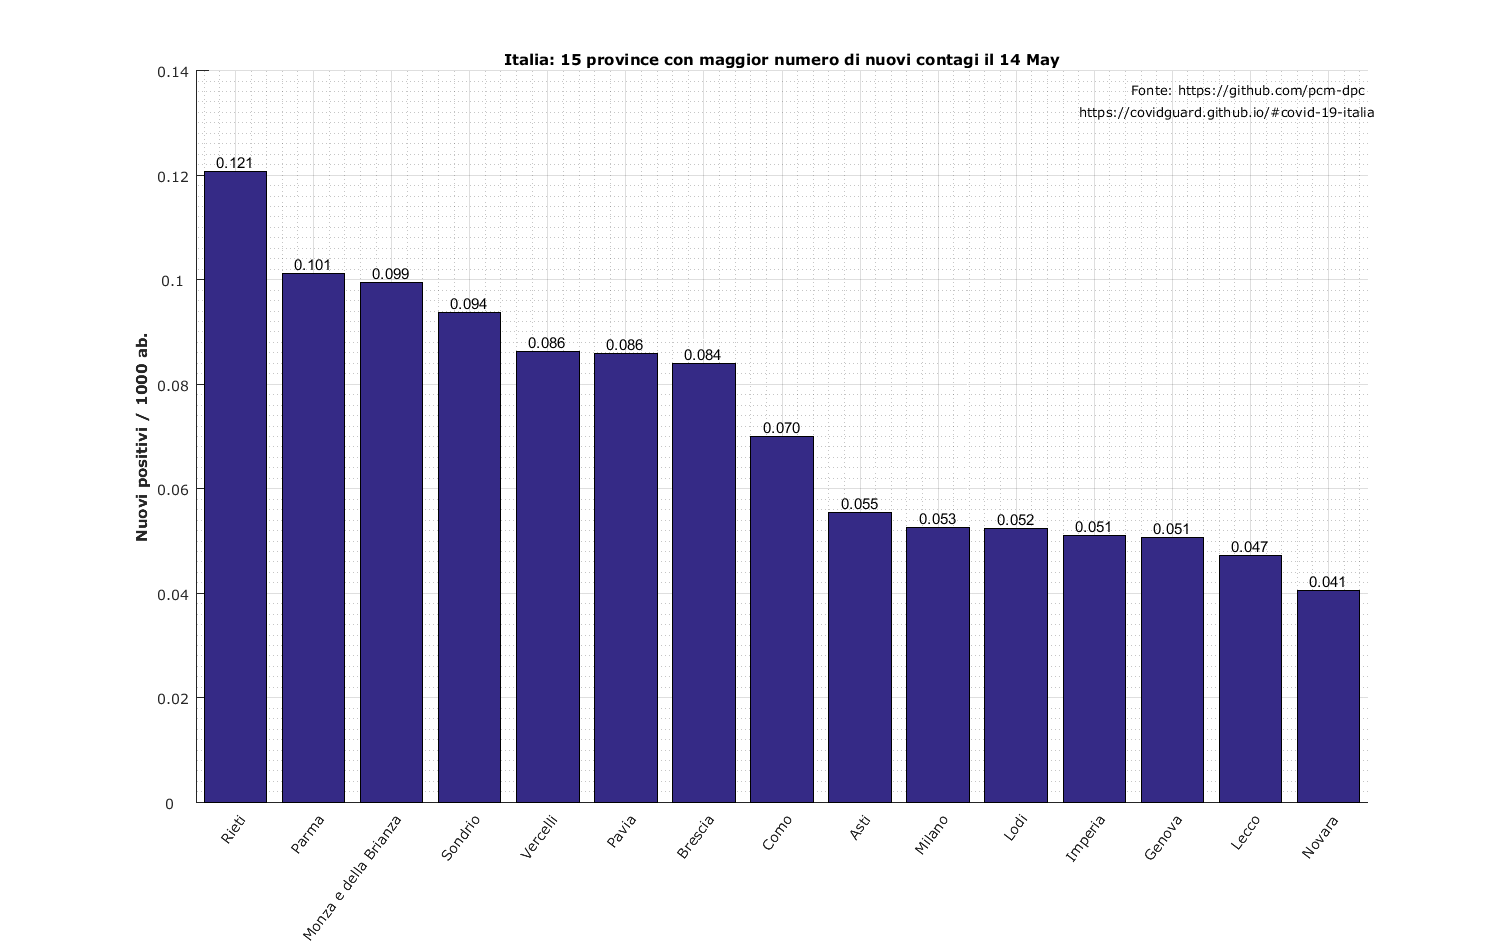 Italia: 15 province con maggior numero di nuovi contagi il 14 May
Fonte: https://github.com/pcm-dpc
https://covidguard.github.io/#covid-19-italia
Nuovi positivi / 1000 ab.
0.14
0.12
0.1
0.08
0.06
0.04
0.02
0
0.121
0.101
0.099
0.094
0.086
0.086
0.084
0.070
0.055
0.053
0.052
0.051
0.051
0.047
0.041
Rieti
Parma
Monza e della Brianza
Sondrio
Vercelli
Pavia
Brescia
Como
Asti
Milano
Lodi
Imperia
Genova
Lecco
Novara